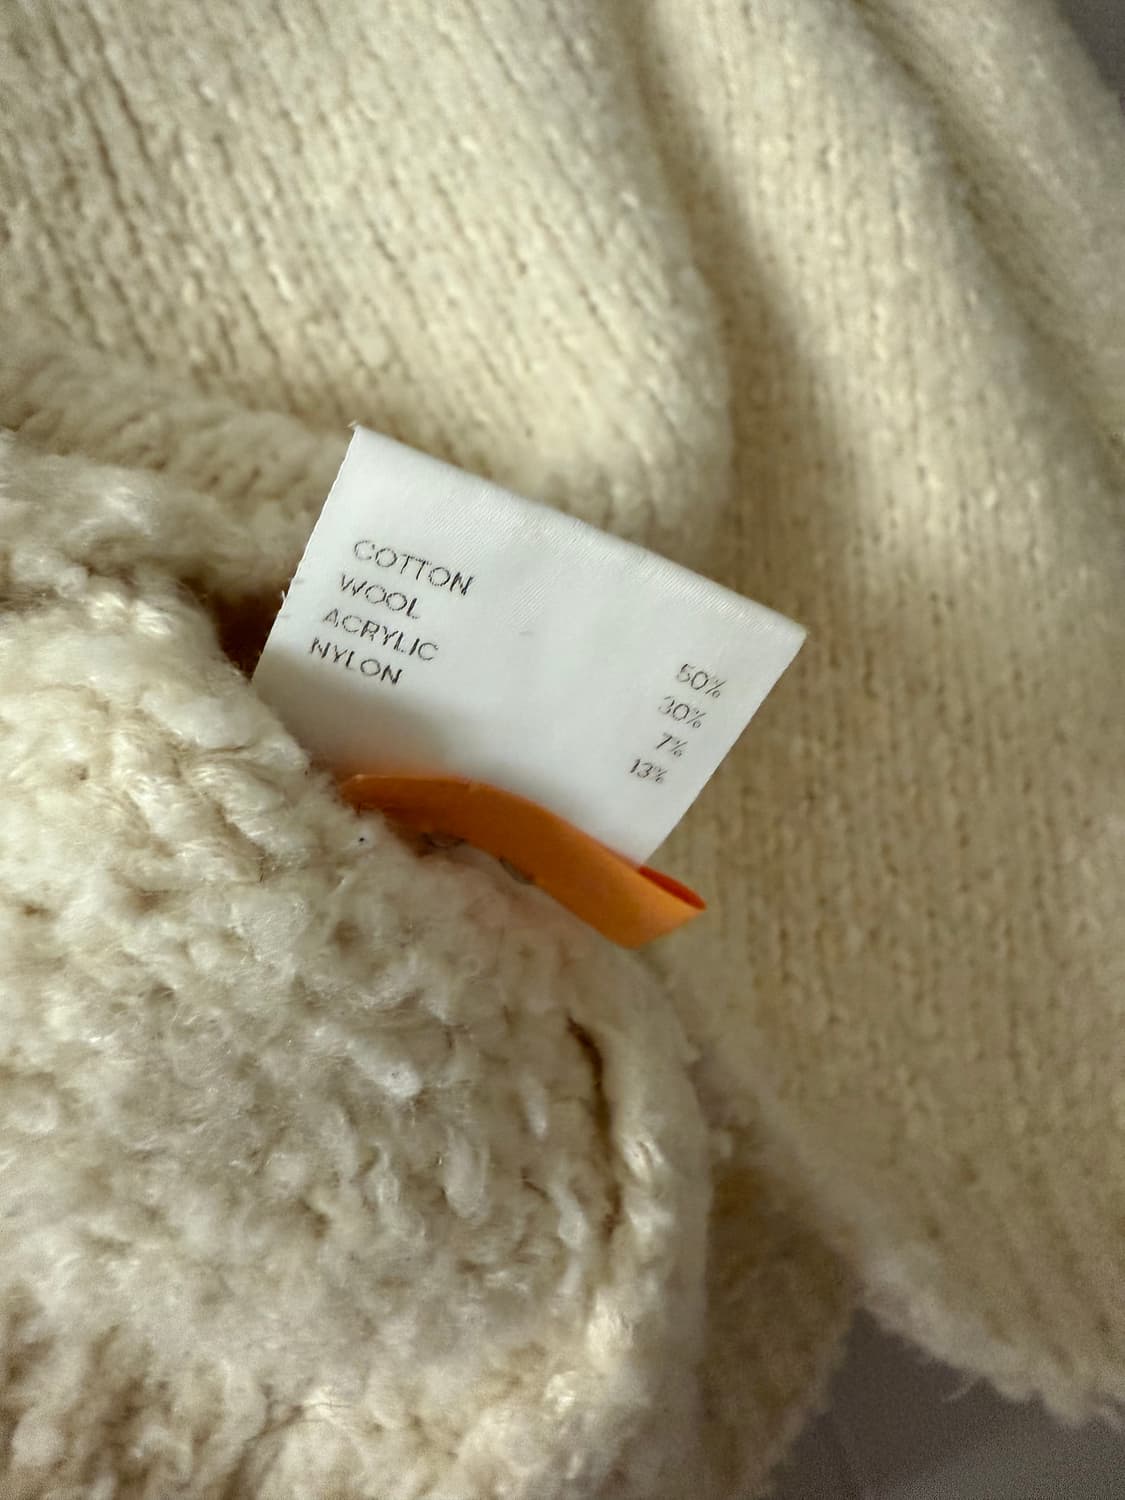 COTTON 50%
WOOL 30%
ACRYLIC 7%
NYLON 13%